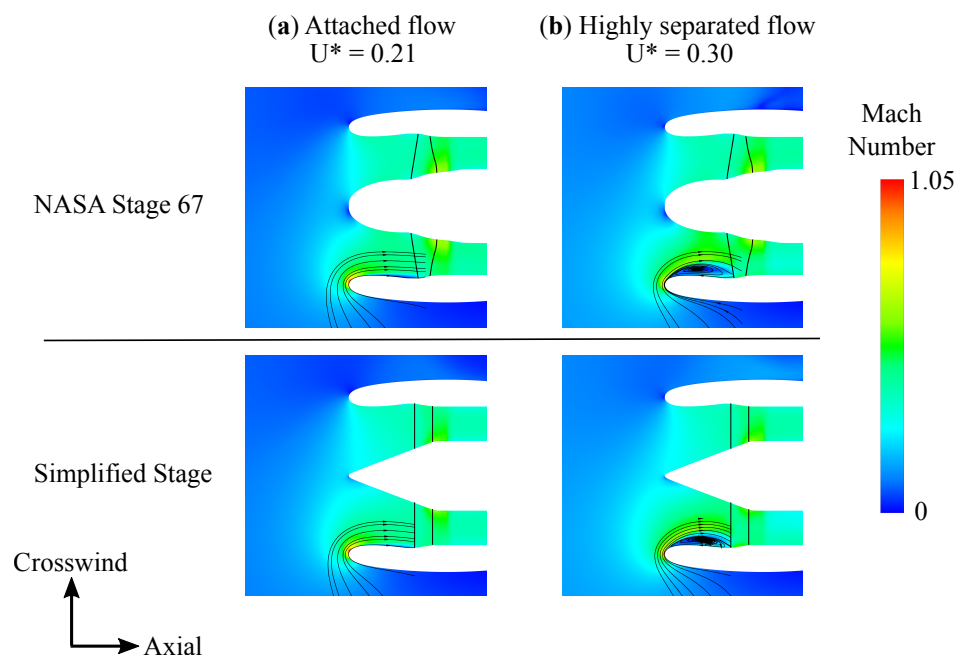 (a) Attached flow
U* = 0.21
(b) Highly separated flow
U* = 0.30
Mach
Number
1.05
0
NASA Stage 67
Simplified Stage
Crosswind
Axial